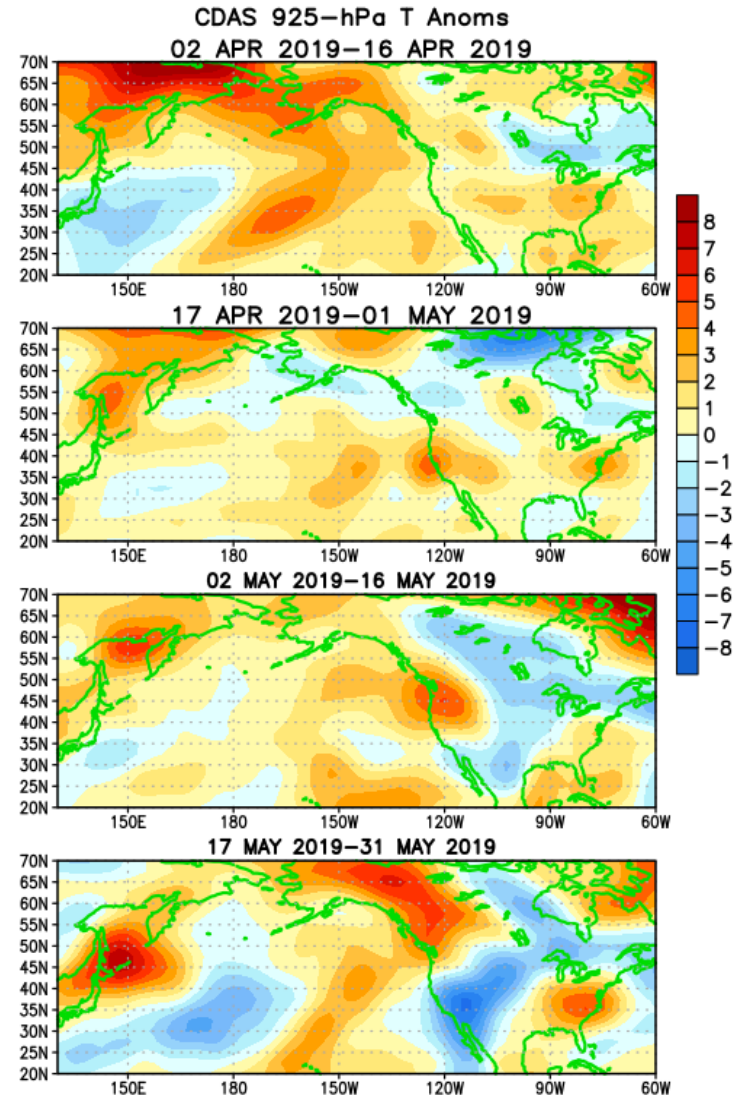 CDAS 925-hPa T Anoms
02 APR 2019-16 APR 2019
70N
65N
60N
55N
50N
45N
40N
35N
30N
25N
20N
150E 180 150W 120W 90W 60W
17 APR 2019-01 MAY 2019
70N
65N
60N
55N
50N
45N
40N
35N
30N
25N
20N
150E 180 150W 120W 90W 60W
02 MAY 2019-16 MAY 2019
70N
65N
60N
55N
50N
45N
40N
35N
30N
25N
20N
150E 180 150W 120W 90W 60W
17 MAY 2019-31 MAY 2019
70N
65N
60N
55N
50N
45N
40N
35N
30N
25N
20N
150E 180 150W 120W 90W 60W
8
7
6
5
4
3
2
1
0
-1
-2
-3
-4
-5
-6
-7
-8